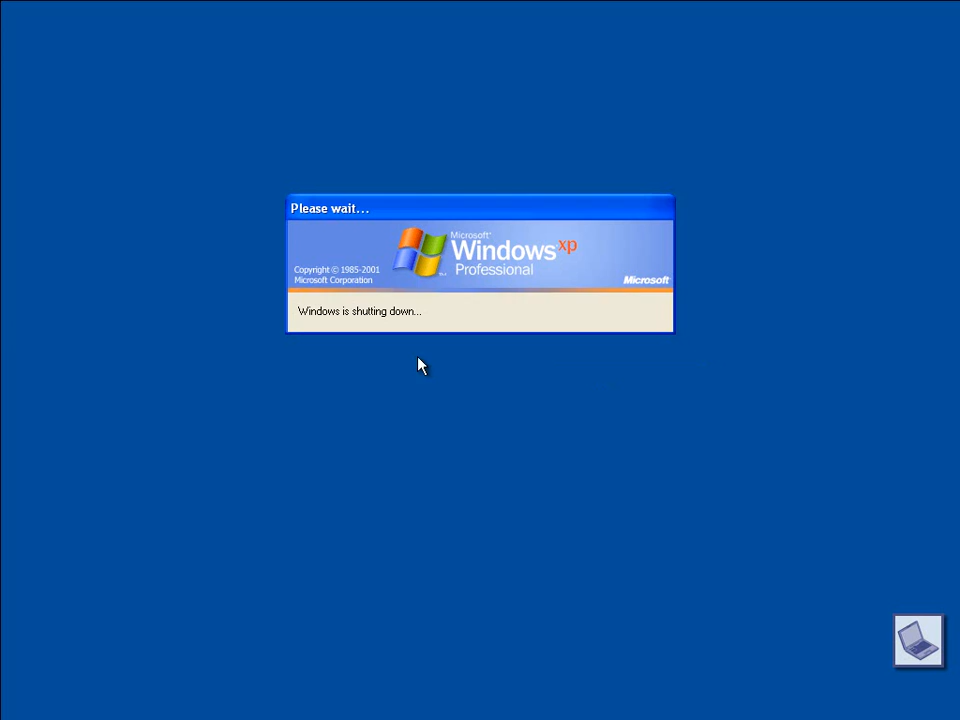 Please wait...
Microsoft®
Windows xp
Professional
Copyright © 1985-2001
Microsoft Corporation
Microsoft
Windows is shutting down...